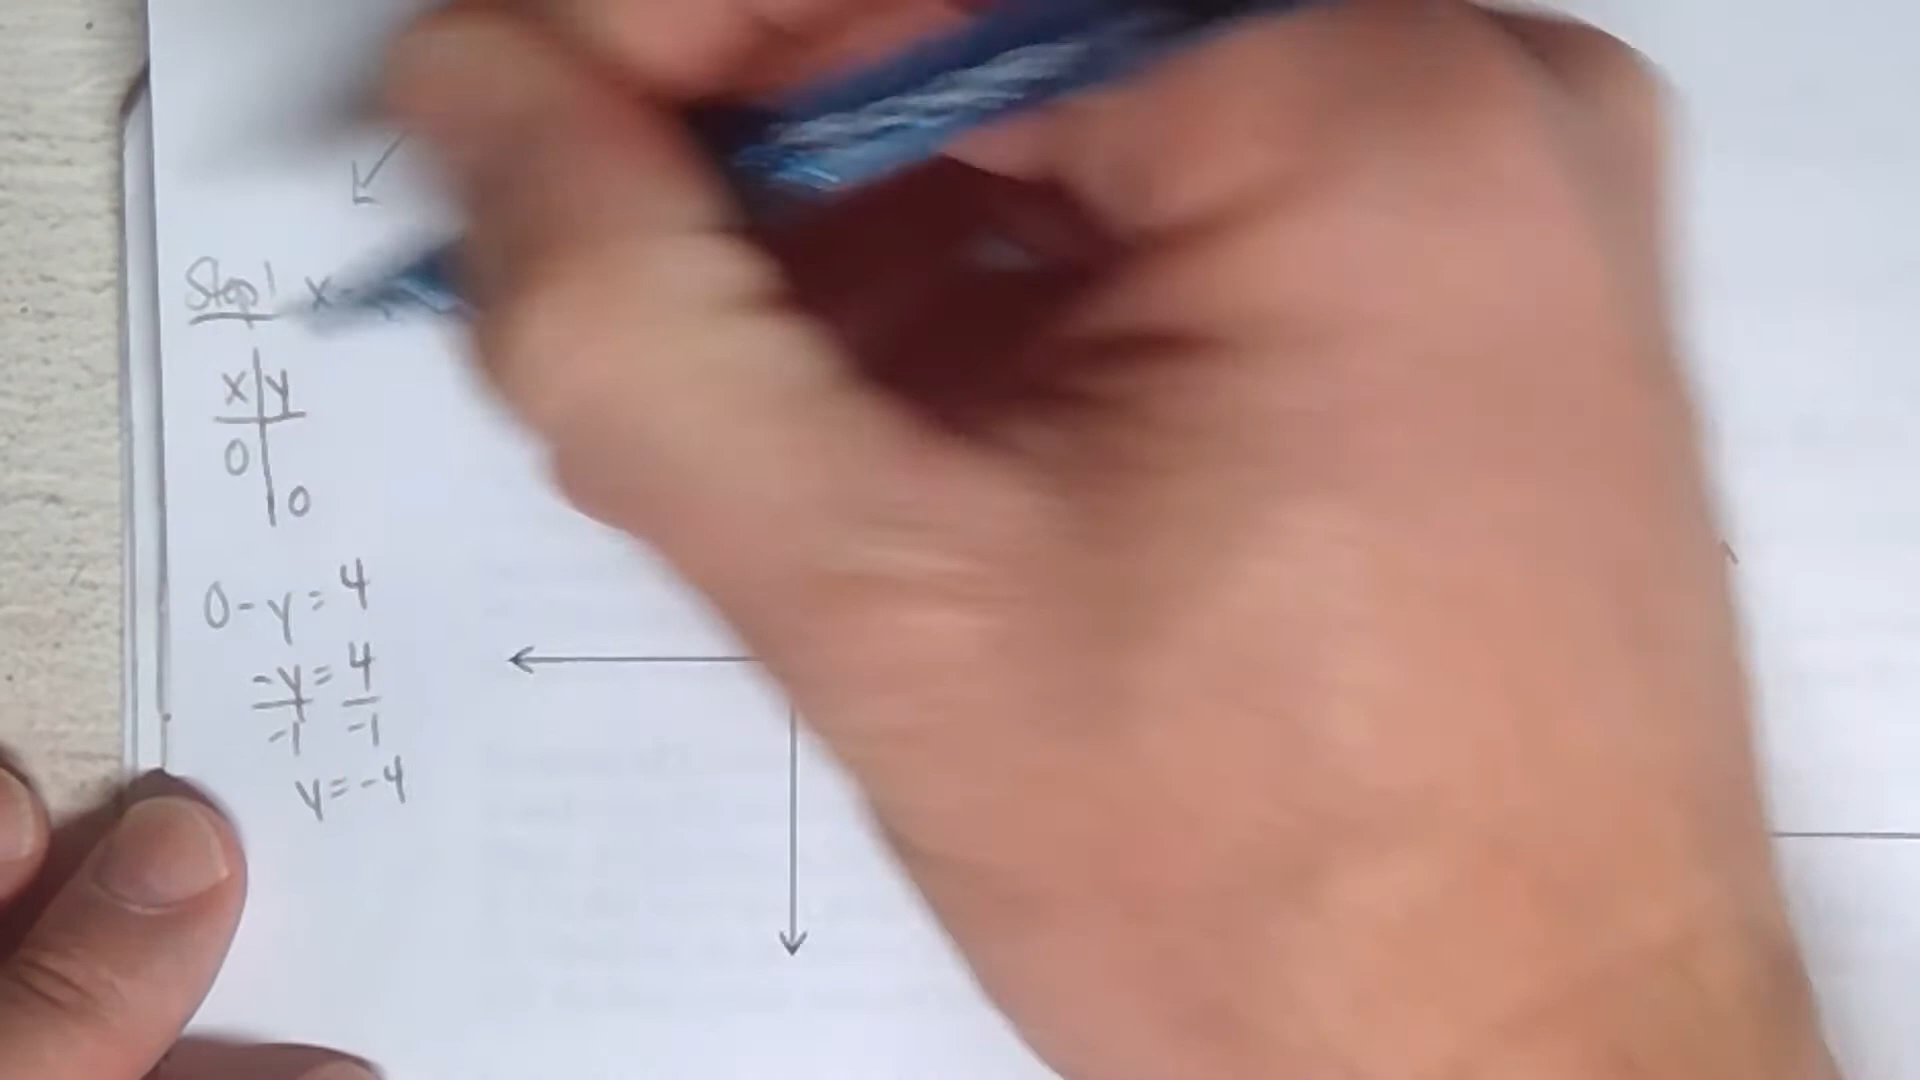 Step 1 x
x y
0
0
0 - y = 4
-y = 4
-1 -1
y = -4